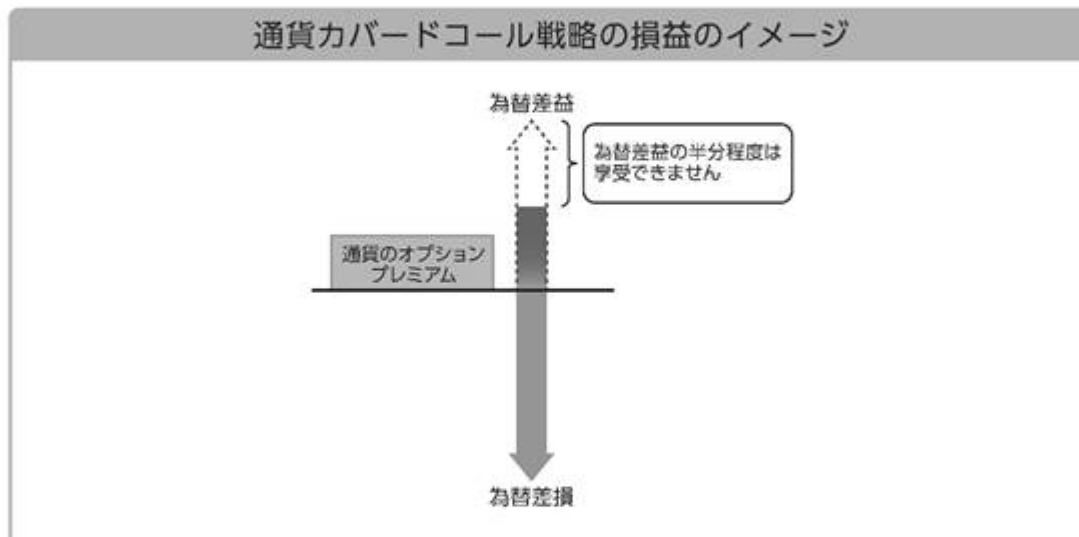 通貨カバードコール戦略の損益のイメージ
為替差益
為替差益の半分程度は
享受できません
通貨のオプション
プレミアム
為替差損